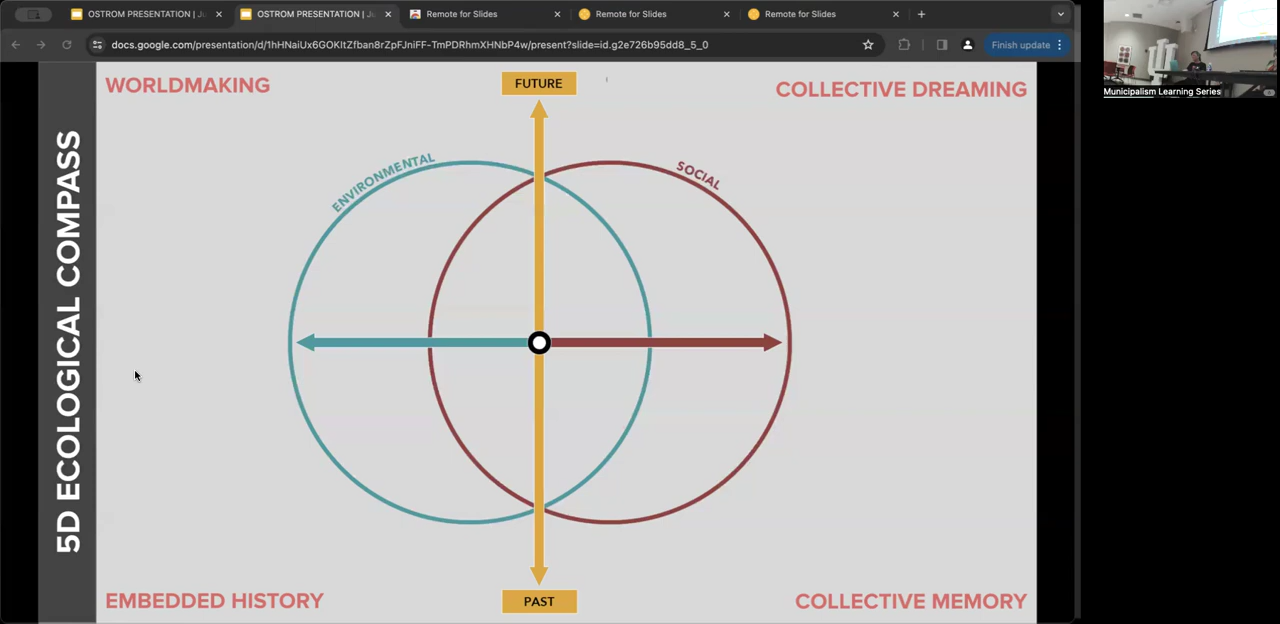 OSTROM PRESENTATION | Ju
OSTROM PRESENTATION | Ju
Remote for Slides
Remote for Slides
Remote for Slides
docs.google.com/presentation/d/1hHNaiUx6GOKItZfban8rZpFJniFF-TmPDRhmXHNbP4w/present?slide=id.g2e726b95dd8_5_0
Finish update
Municipalism Learning Series
WORLDMAKING
FUTURE
COLLECTIVE DREAMING
5D ECOLOGICAL COMPASS
ENVIRONMENTAL
SOCIAL
EMBEDDED HISTORY
PAST
COLLECTIVE MEMORY